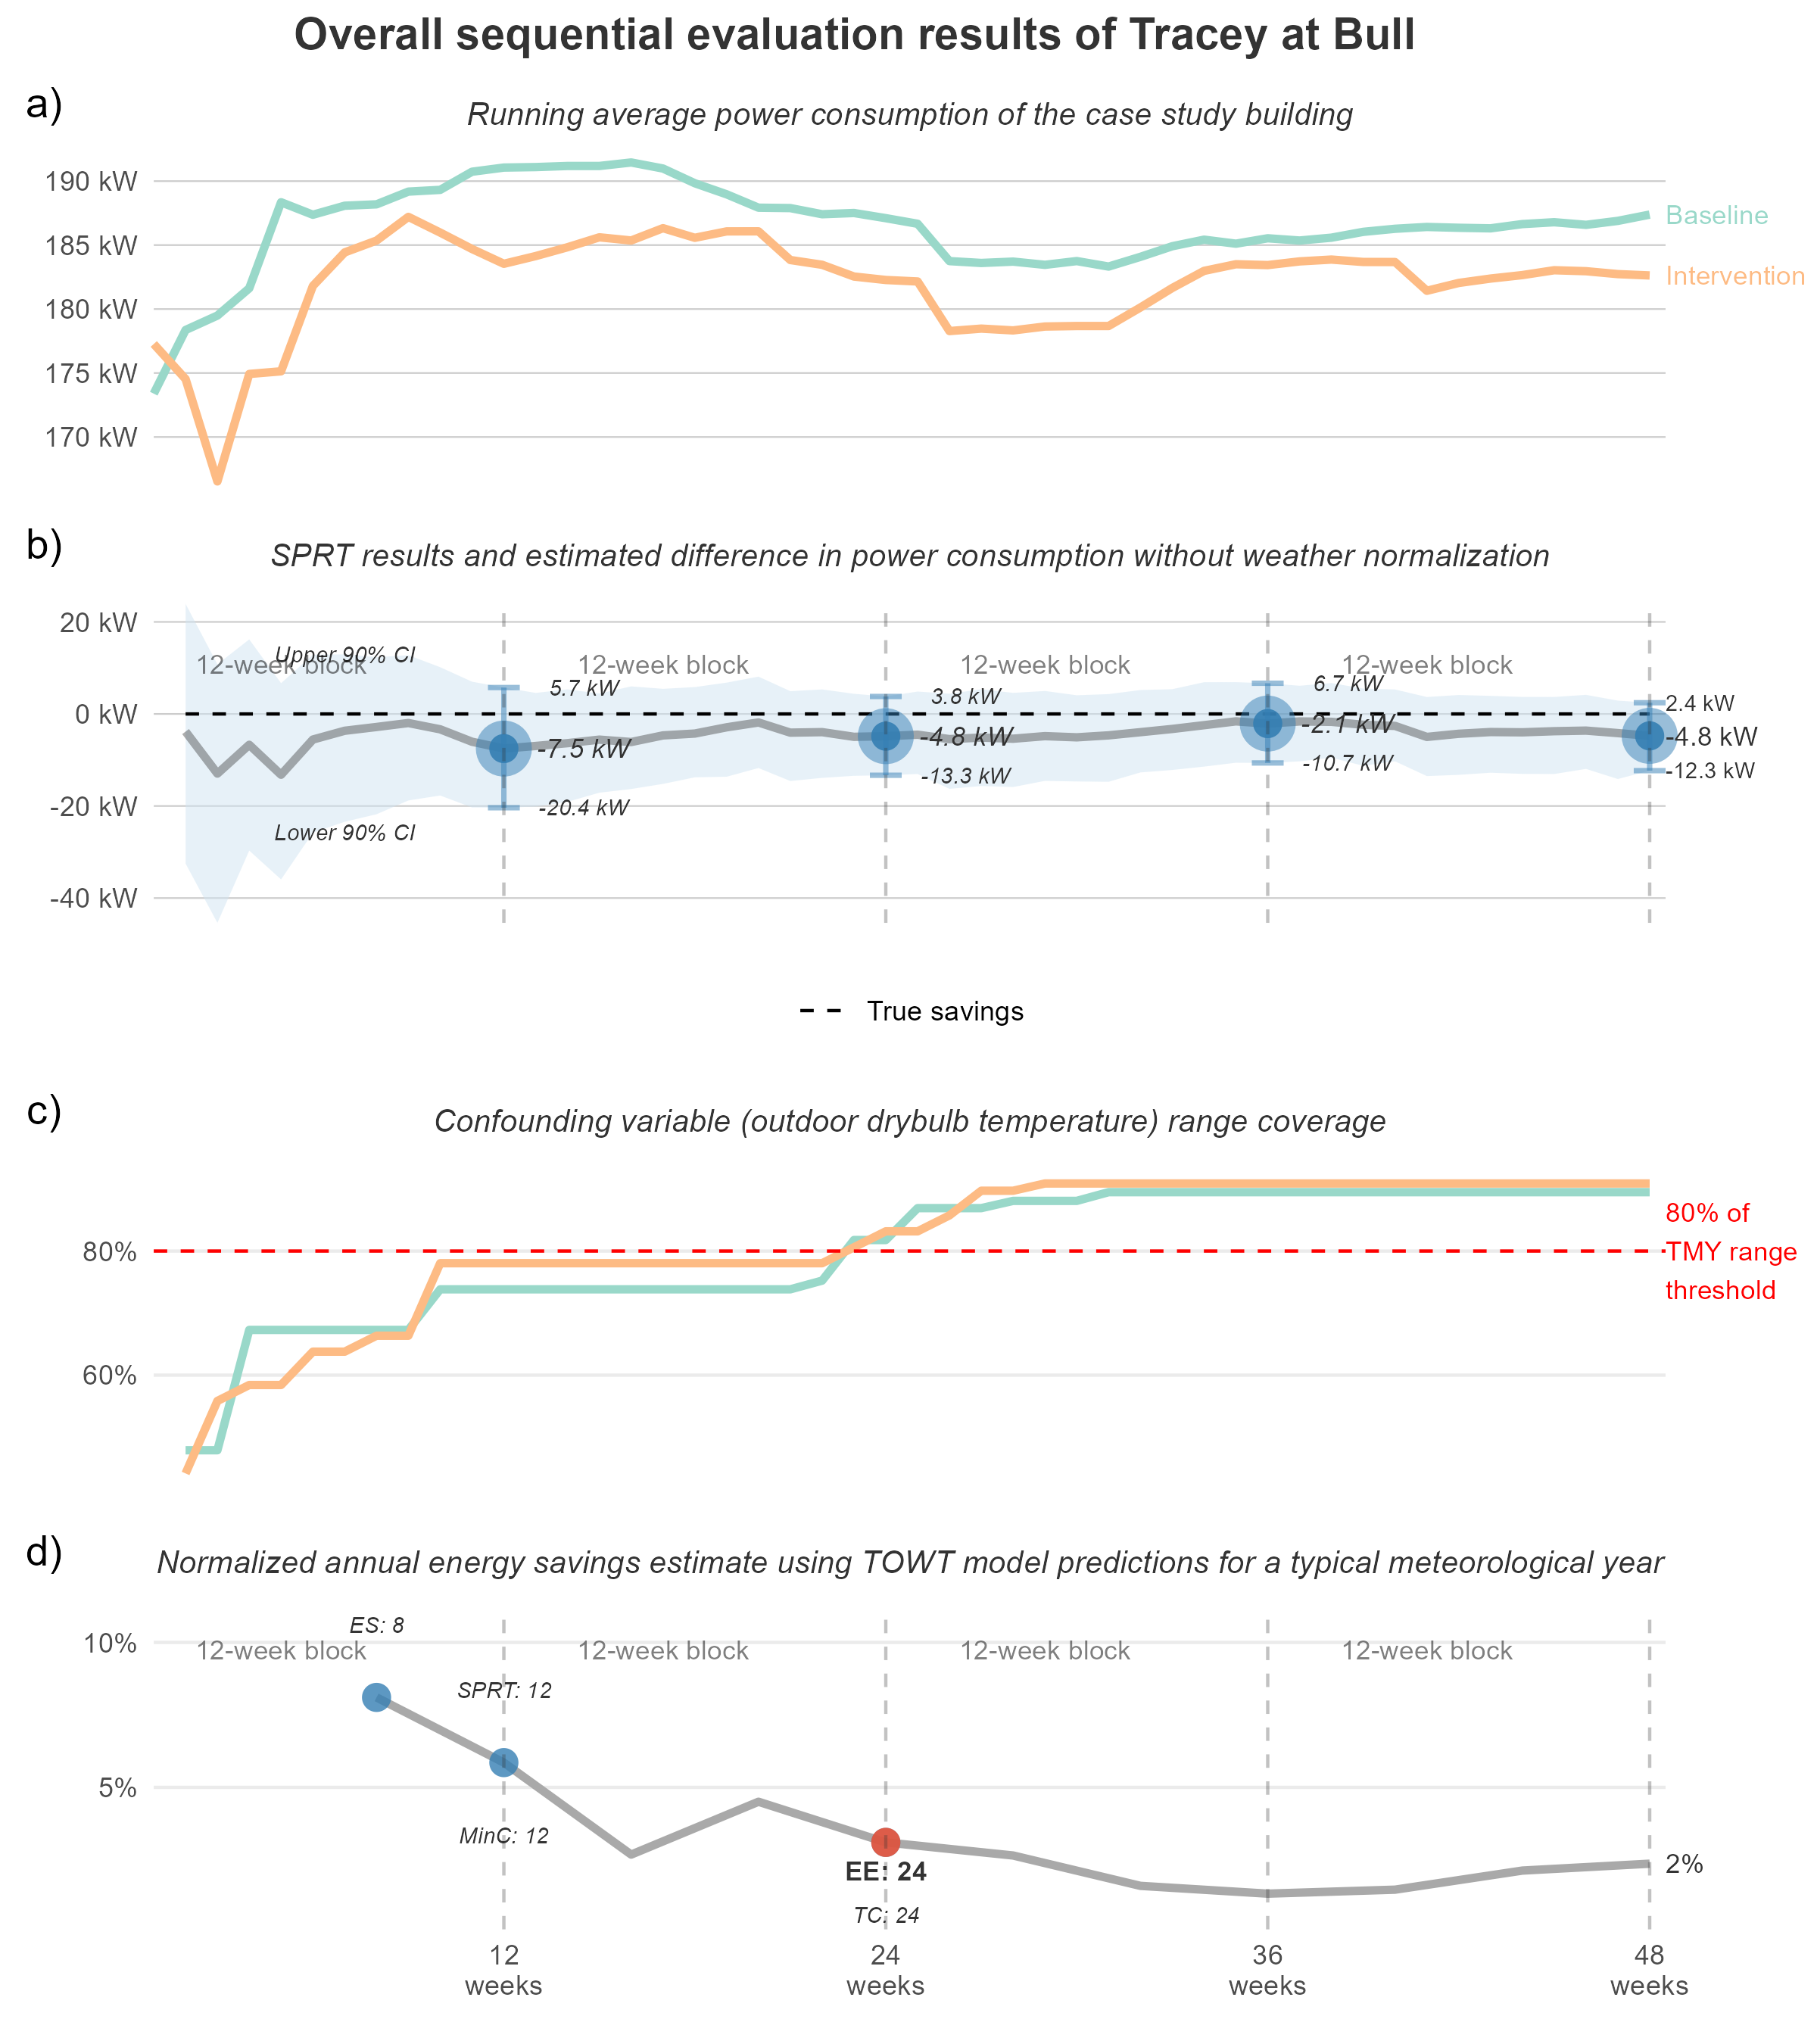 Overall sequential evaluation results of Tracey at Bull
a)
Running average power consumption of the case study building
190 kW
185 kW
180 kW
175 kW
170 kW
Baseline
Intervention
b)
SPRT results and estimated difference in power consumption without weather normalization
20 kW
0 kW
-20 kW
-40 kW
12-week block
12-week block
12-week block
12-week block
Upper 90% CI
Lower 90% CI
5.7 kW
-7.5 kW
-20.4 kW
3.8 kW
-4.8 kW
-13.3 kW
6.7 kW
-2.1 kW
-10.7 kW
2.4 kW
-4.8 kW
-12.3 kW
True savings
c)
Confounding variable (outdoor drybulb temperature) range coverage
80%
60%
80% of
TMY range
threshold
d)
Normalized annual energy savings estimate using TOWT model predictions for a typical meteorological year
10%
5%
12-week block
12-week block
12-week block
12-week block
ES: 8
SPRT: 12
MinC: 12
EE: 24
TC: 24
2%
12
weeks
24
weeks
36
weeks
48
weeks